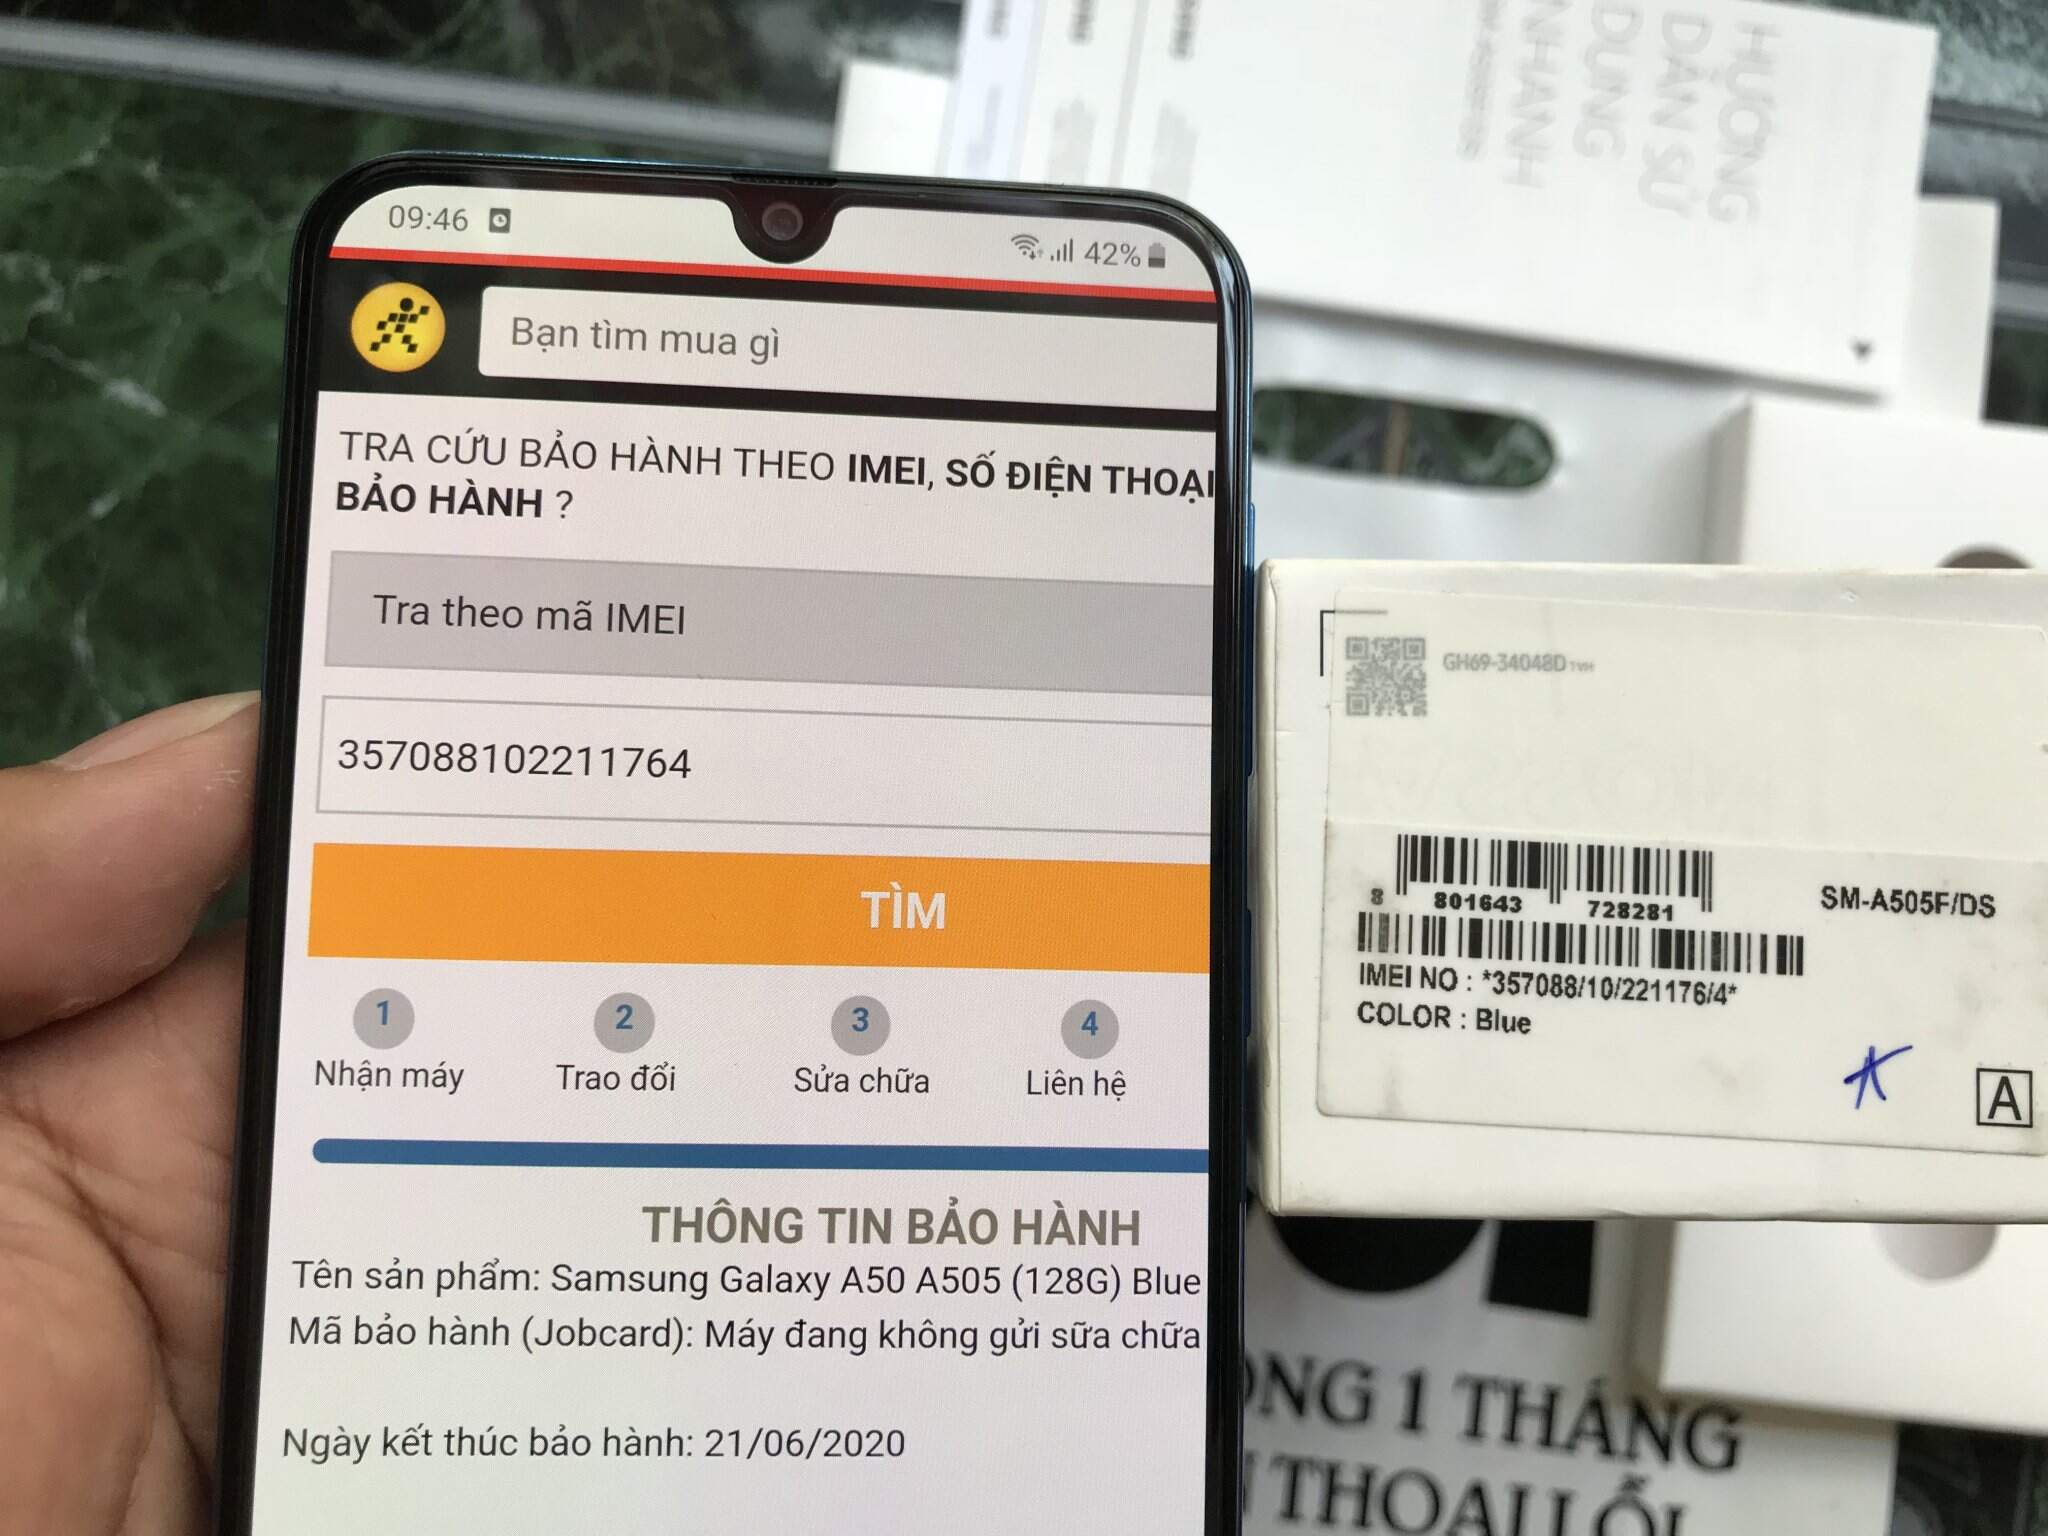 09:46
42%
Bạn tìm mua gì
TRA CỨU BẢO HÀNH THEO IMEI, SỐ ĐIỆN THOẠI
BẢO HÀNH ?
Tra theo mã IMEI
357088102211764
TÌM
1 2 3 4
Nhận máy Trao đổi Sửa chữa Liên hệ
THÔNG TIN BẢO HÀNH
Tên sản phẩm: Samsung Galaxy A50 A505 (128G) Blue
Mã bảo hành (Jobcard): Máy đang không gửi sữa chữa
Ngày kết thúc bảo hành: 21/06/2020
HƯỚNG
DẪN SỬ
DỤNG
NHANH
GH69-34048D
8 801643 728281
SM-A505F/DS
IMEI NO : *357088/10/221176/4*
COLOR : Blue
A
ONG 1 THÁNG
THOẠI LỖI